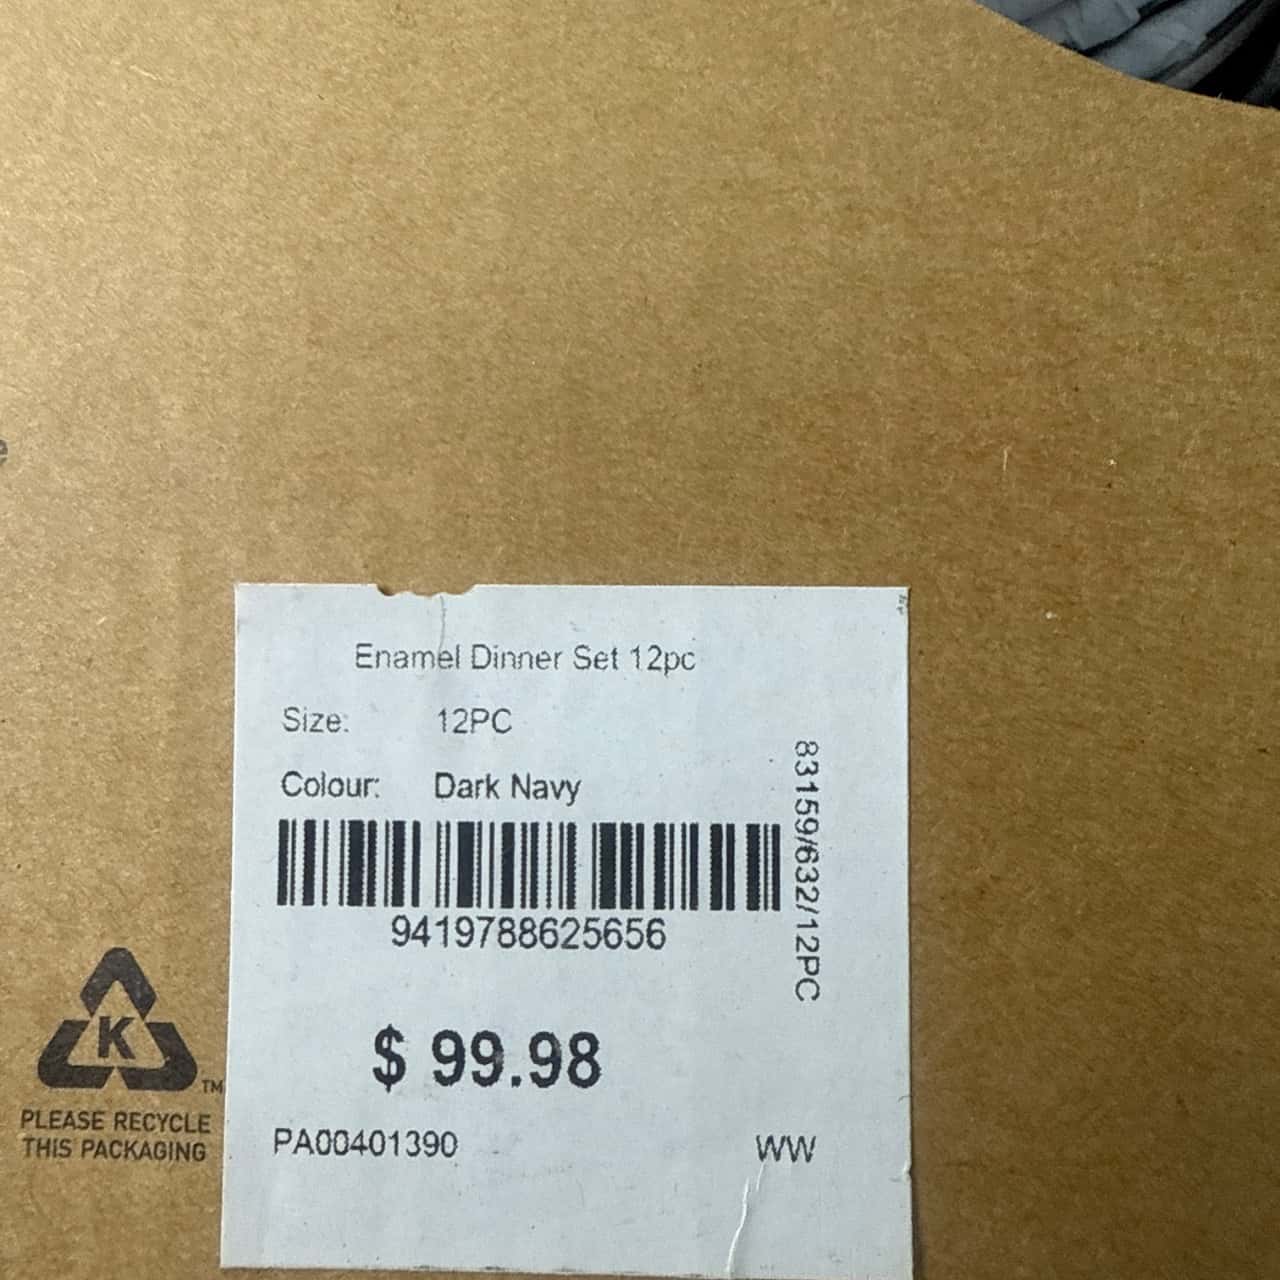 Enamel Dinner Set 12pc
Size: 12PC
Colour: Dark Navy
83159/632/12PC
9419788625656
$ 99.98
PA00401390 WW
K
TM
PLEASE RECYCLE
THIS PACKAGING